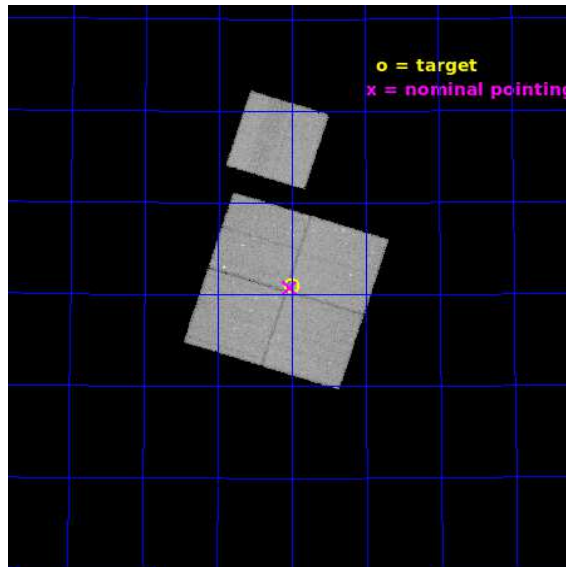 o = target
x = nominal pointing